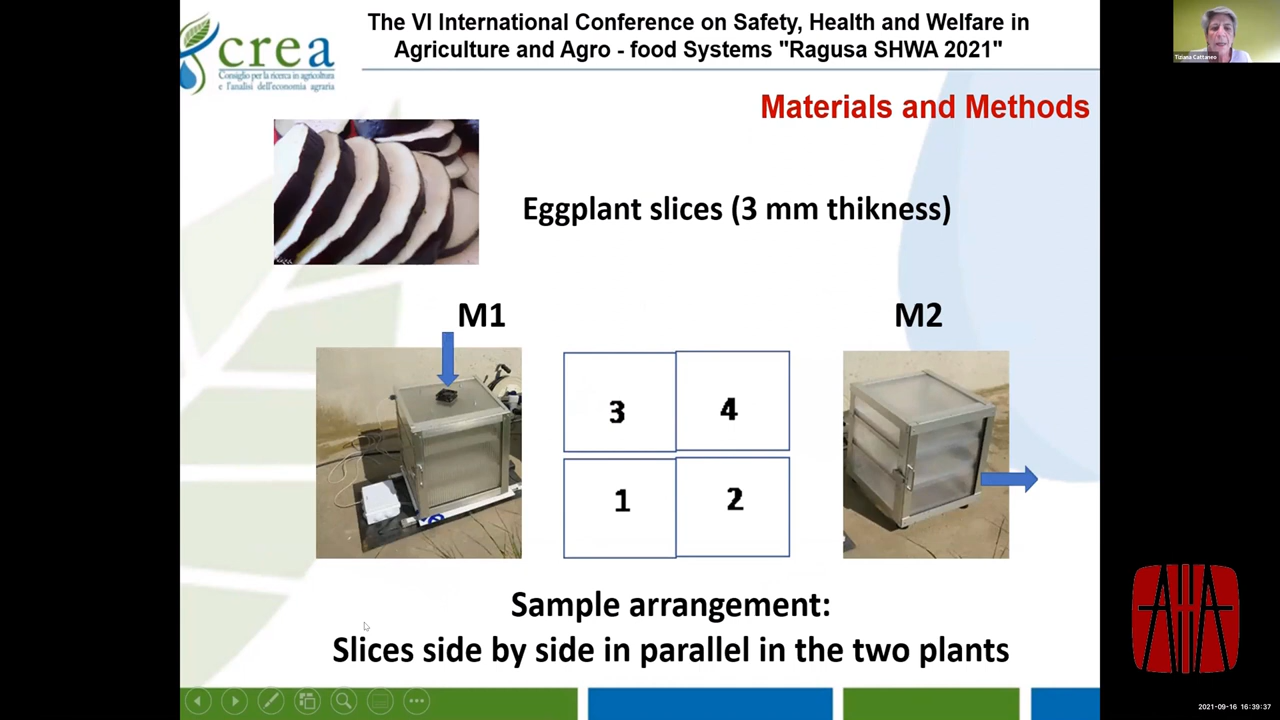 The VI International Conference on Safety, Health and Welfare in
Agriculture and Agro - food Systems "Ragusa SHWA 2021"
crea
Consiglio per la ricerca in agricoltura
e l'analisi dell'economia agraria
Tiziana Cattaneo
Materials and Methods
Eggplant slices (3 mm thikness)
M1
M2
3
4
1
2
Sample arrangement:
Slices side by side in parallel in the two plants
2021-09-16 16:39:37